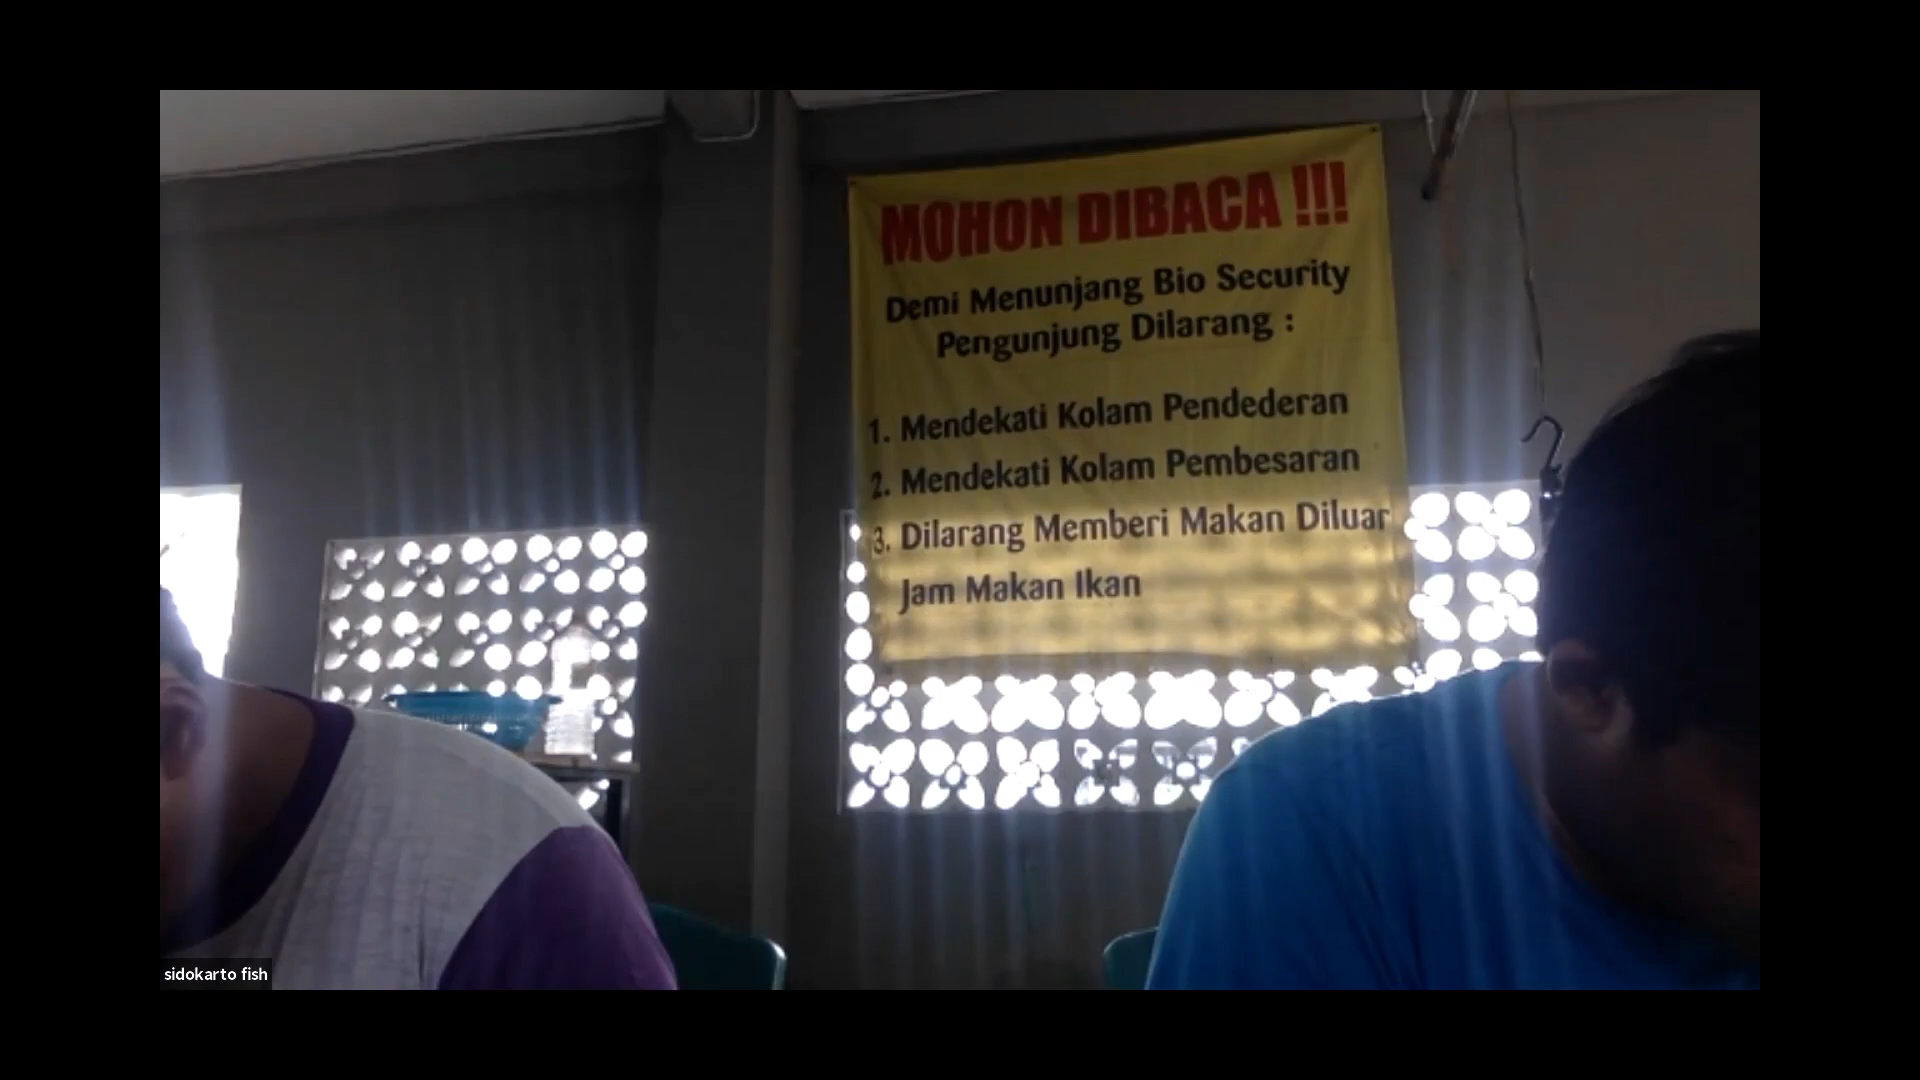 MOHON DIBACA !!!
Demi Menunjang Bio Security
Pengunjung Dilarang :
1. Mendekati Kolam Pendederan
2. Mendekati Kolam Pembesaran
3. Dilarang Memberi Makan Diluar
Jam Makan Ikan
sidokarto fish